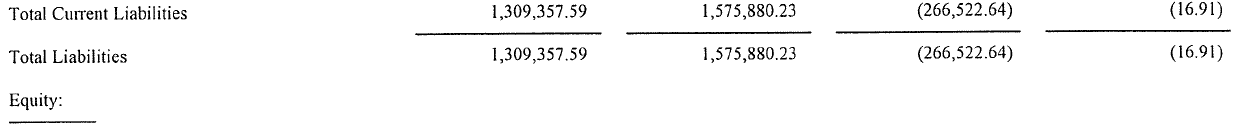 Total Current Liabilities 1,309,357.59 1,575,880.23 (266,522.64) (16.91)
Total Liabilities 1,309,357.59 1,575,880.23 (266,522.64) (16.91)
Equity: